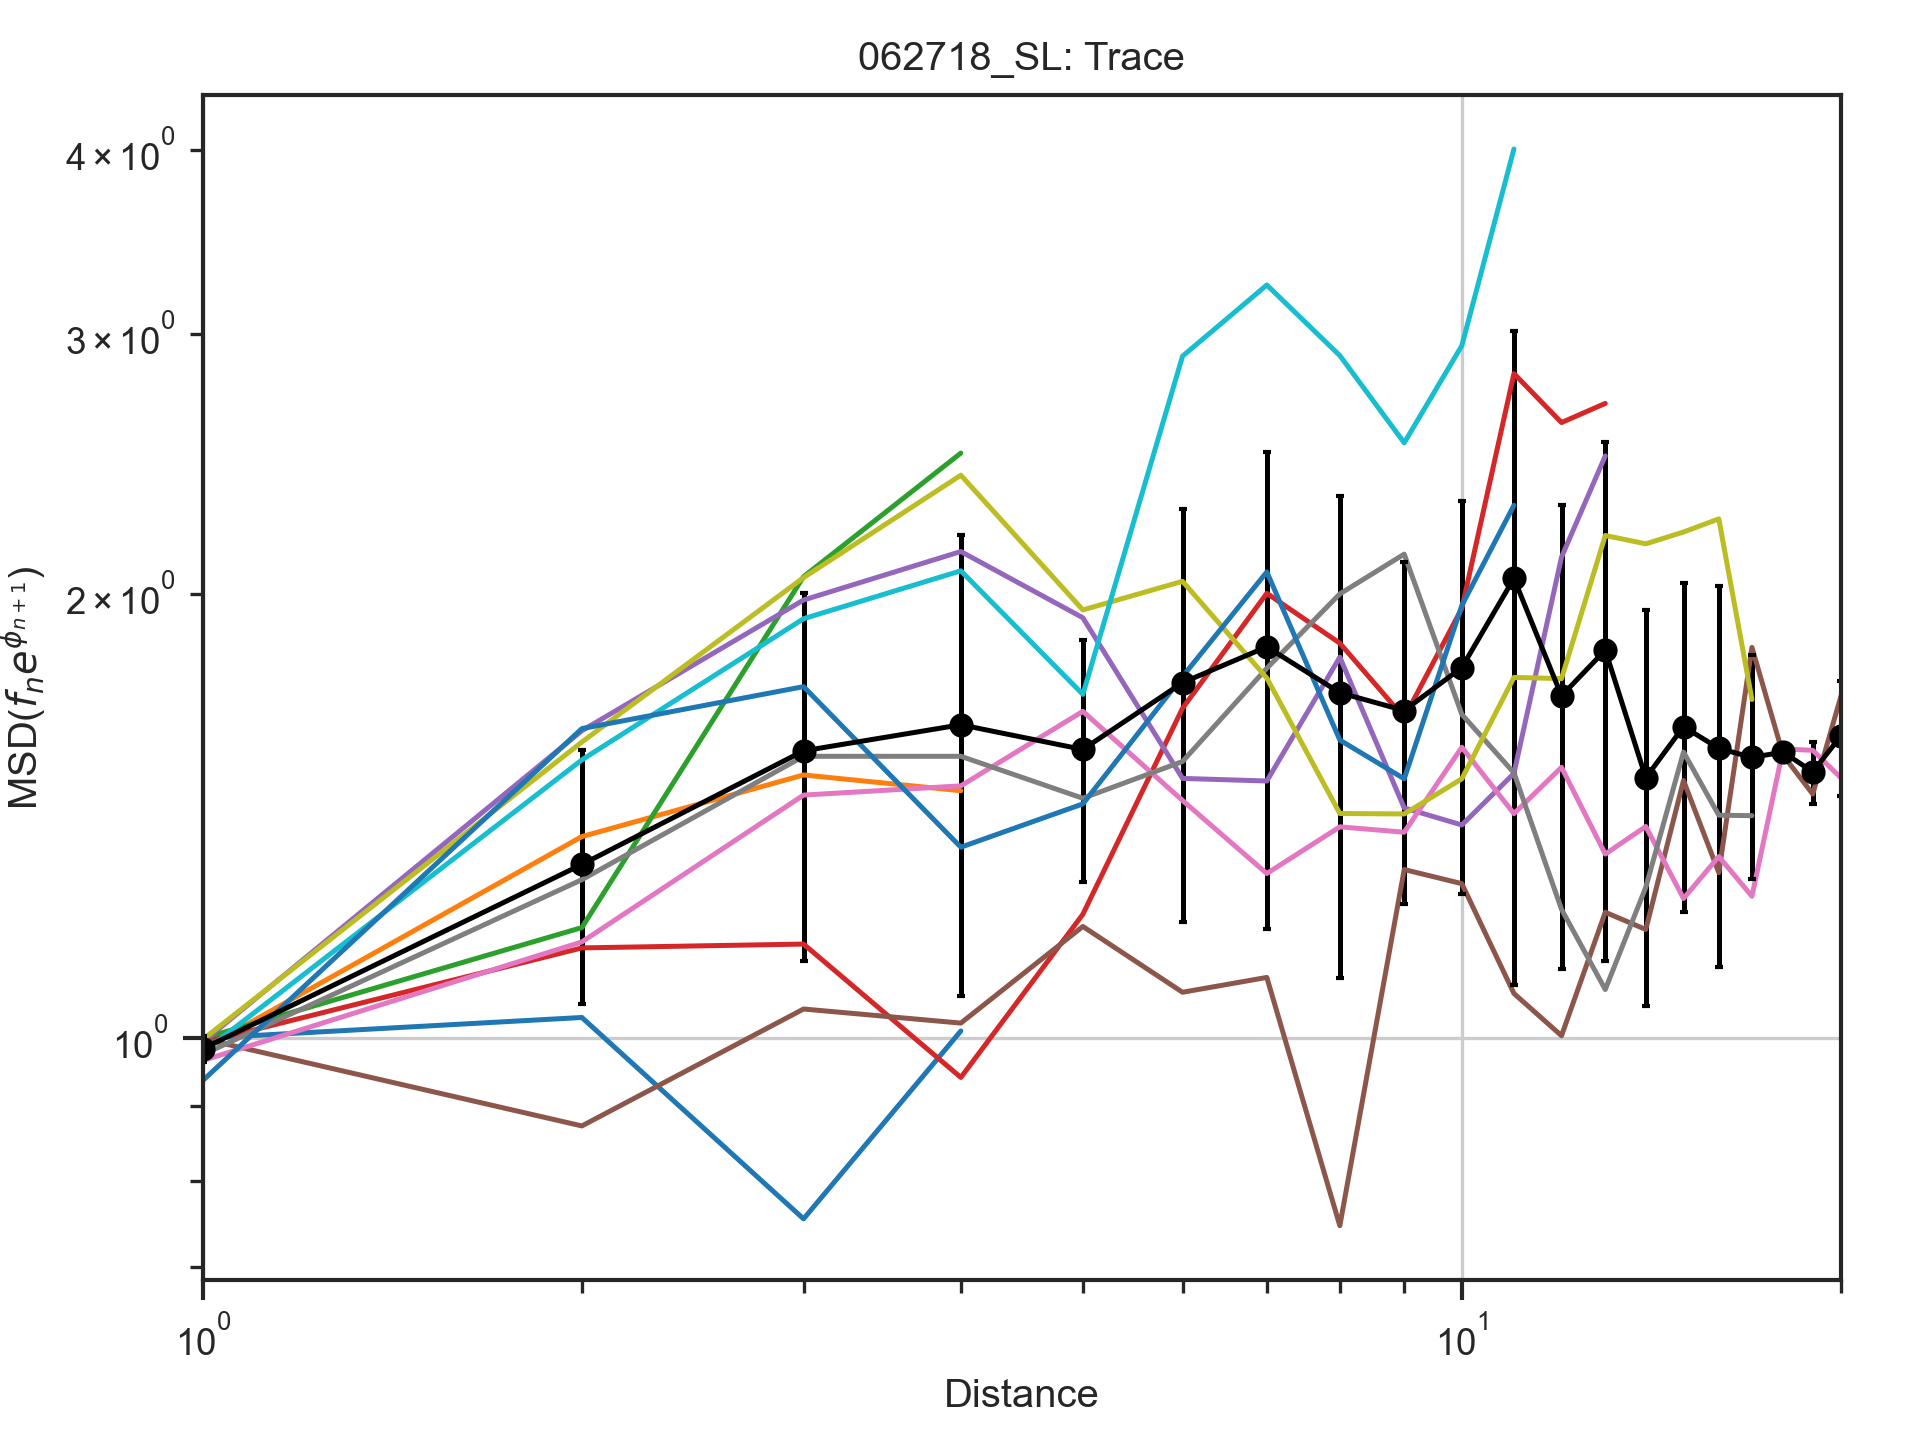 062718_SL: Trace
4×10⁰
3×10⁰
2×10⁰
10⁰
MSD(fₙe^ϕₙ₊₁)
10⁰ 10¹
Distance